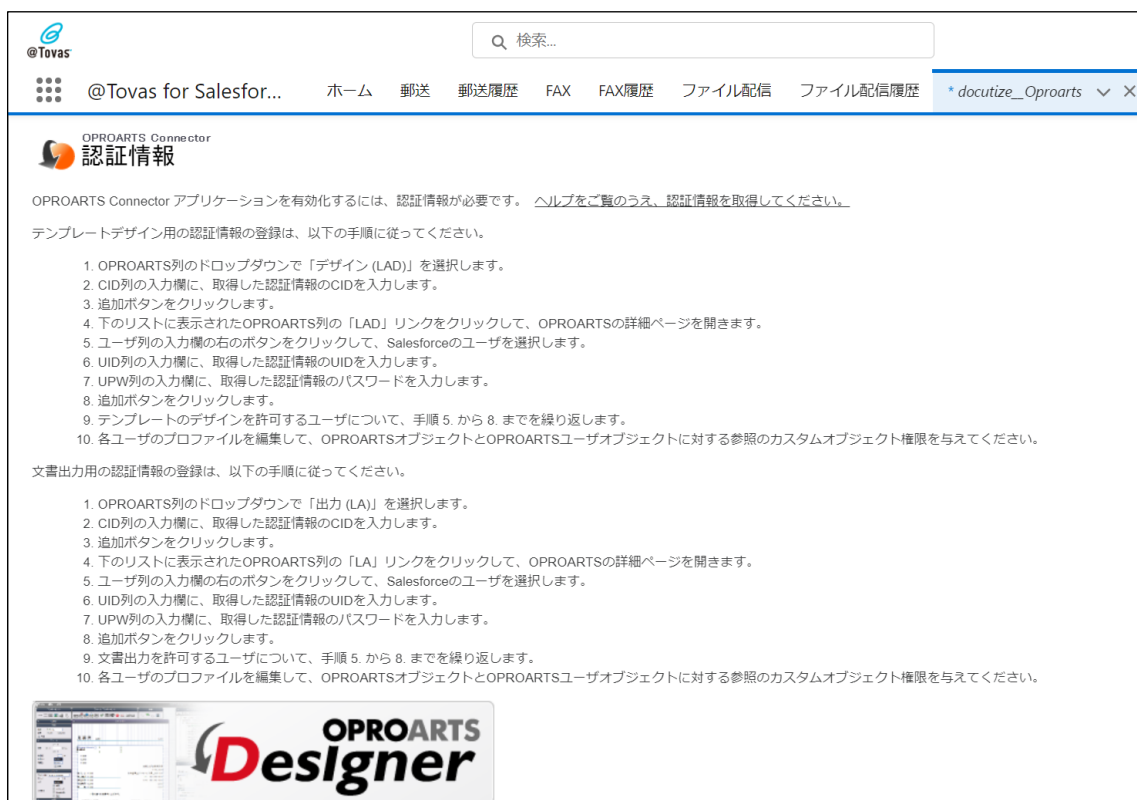 @Tovas
検索...
@Tovas for Salesfor...
ホーム
郵送
郵送履歴
FAX
FAX履歴
ファイル配信
ファイル配信履歴
* docutize__Oproarts
OPROARTS Connector
認証情報
OPROARTS Connector アプリケーションを有効化するには、認証情報が必要です。 ヘルプをご覧のうえ、認証情報を取得してください。
テンプレートデザイン用の認証情報の登録は、以下の手順に従ってください。
1. OPROARTS列のドロップダウンで「デザイン (LAD)」を選択します。
2. CID列の入力欄に、取得した認証情報のCIDを入力します。
3. 追加ボタンをクリックします。
4. 下のリストに表示されたOPROARTS列の「LAD」リンクをクリックして、OPROARTSの詳細ページを開きます。
5. ユーザ列の入力欄の右のボタンをクリックして、Salesforceのユーザを選択します。
6. UID列の入力欄に、取得した認証情報のUIDを入力します。
7. UPW列の入力欄に、取得した認証情報のパスワードを入力します。
8. 追加ボタンをクリックします。
9. テンプレートのデザインを許可するユーザについて、手順 5. から 8. までを繰り返します。
10. 各ユーザのプロファイルを編集して、OPROARTSオブジェクトとOPROARTSユーザオブジェクトに対する参照のカスタムオブジェクト権限を与えてください。
文書出力用の認証情報の登録は、以下の手順に従ってください。
1. OPROARTS列のドロップダウンで「出力 (LA)」を選択します。
2. CID列の入力欄に、取得した認証情報のCIDを入力します。
3. 追加ボタンをクリックします。
4. 下のリストに表示されたOPROARTS列の「LA」リンクをクリックして、OPROARTSの詳細ページを開きます。
5. ユーザ列の入力欄の右のボタンをクリックして、Salesforceのユーザを選択します。
6. UID列の入力欄に、取得した認証情報のUIDを入力します。
7. UPW列の入力欄に、取得した認証情報のパスワードを入力します。
8. 追加ボタンをクリックします。
9. 文書出力を許可するユーザについて、手順 5. から 8. までを繰り返します。
10. 各ユーザのプロファイルを編集して、OPROARTSオブジェクトとOPROARTSユーザオブジェクトに対する参照のカスタムオブジェクト権限を与えてください。
OPROARTS
Designer